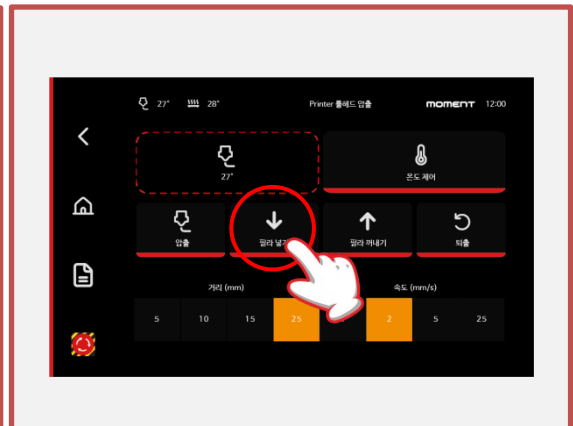 27° 28° Printer 툴헤드 압출 moment 12:00
27° 온도 제어
압출 필라 넣기 필라 꺼내기 퇴출
거리 (mm) 속도 (mm/s)
5 10 15 25 2 5 25